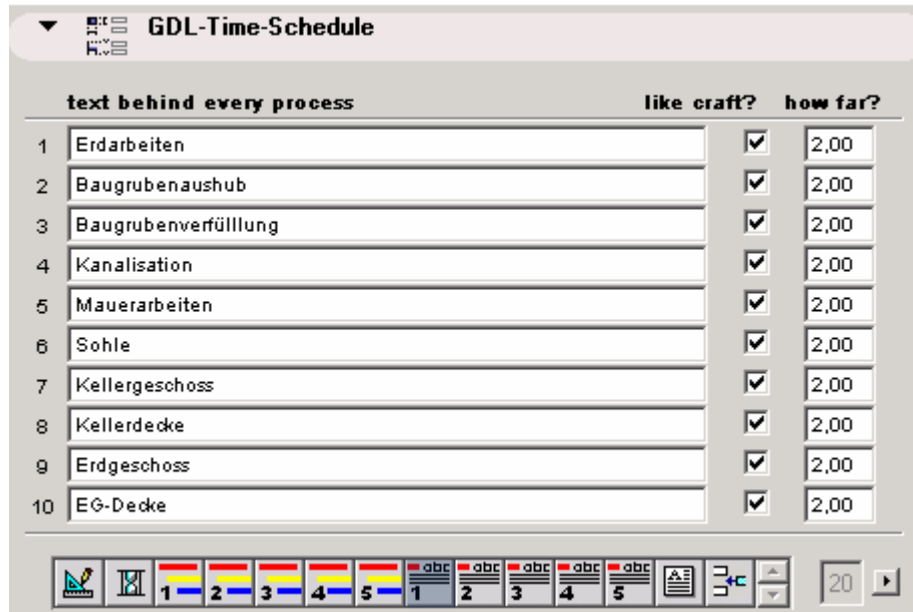 GDL-Time-Schedule
text behind every process like craft? how far?
1 Erdarbeiten 2,00
2 Baugrubenaushub 2,00
3 Baugrubenverfülllung 2,00
4 Kanalisation 2,00
5 Mauerarbeiten 2,00
6 Sohle 2,00
7 Kellergeschoss 2,00
8 Kellerdecke 2,00
9 Erdgeschoss 2,00
10 EG-Decke 2,00
abc abc abc abc abc
1 2 3 4 5 1 2 3 4 5 A 20